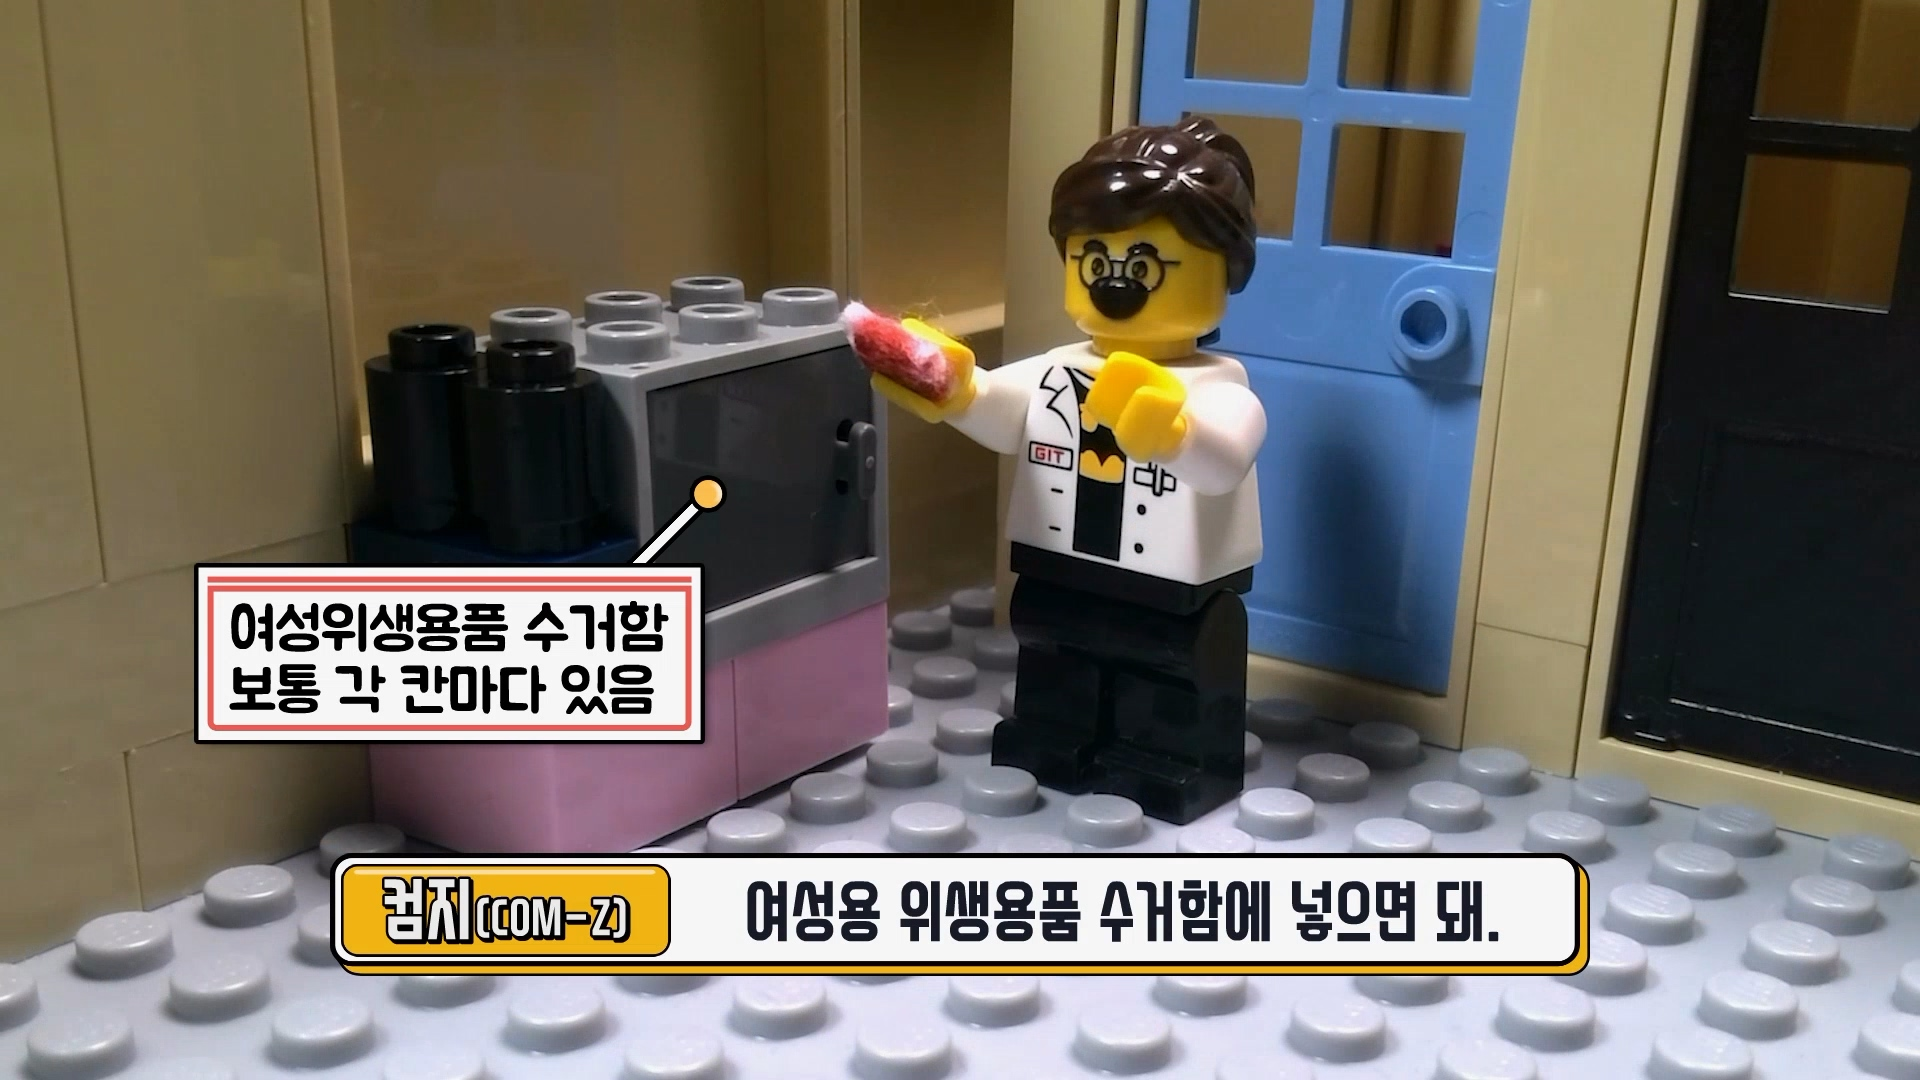 GIT
여성위생용품 수거함
보통 각 칸마다 있음
컴지(COM-Z)
여성용 위생용품 수거함에 넣으면 돼.